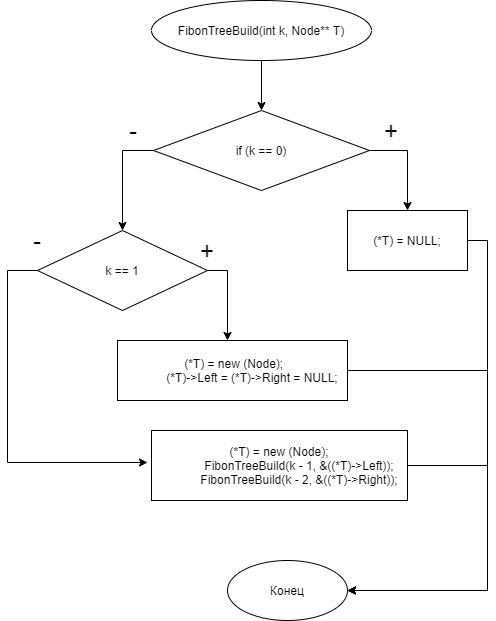 FibonTreeBuild(int k, Node** T)
-
+
if (k == 0)
(*T) = NULL;
-
+
k == 1
(*T) = new (Node);
(*T)->Left = (*T)->Right = NULL;
(*T) = new (Node);
FibonTreeBuild(k - 1, &((*T)->Left));
FibonTreeBuild(k - 2, &((*T)->Right));
Конец